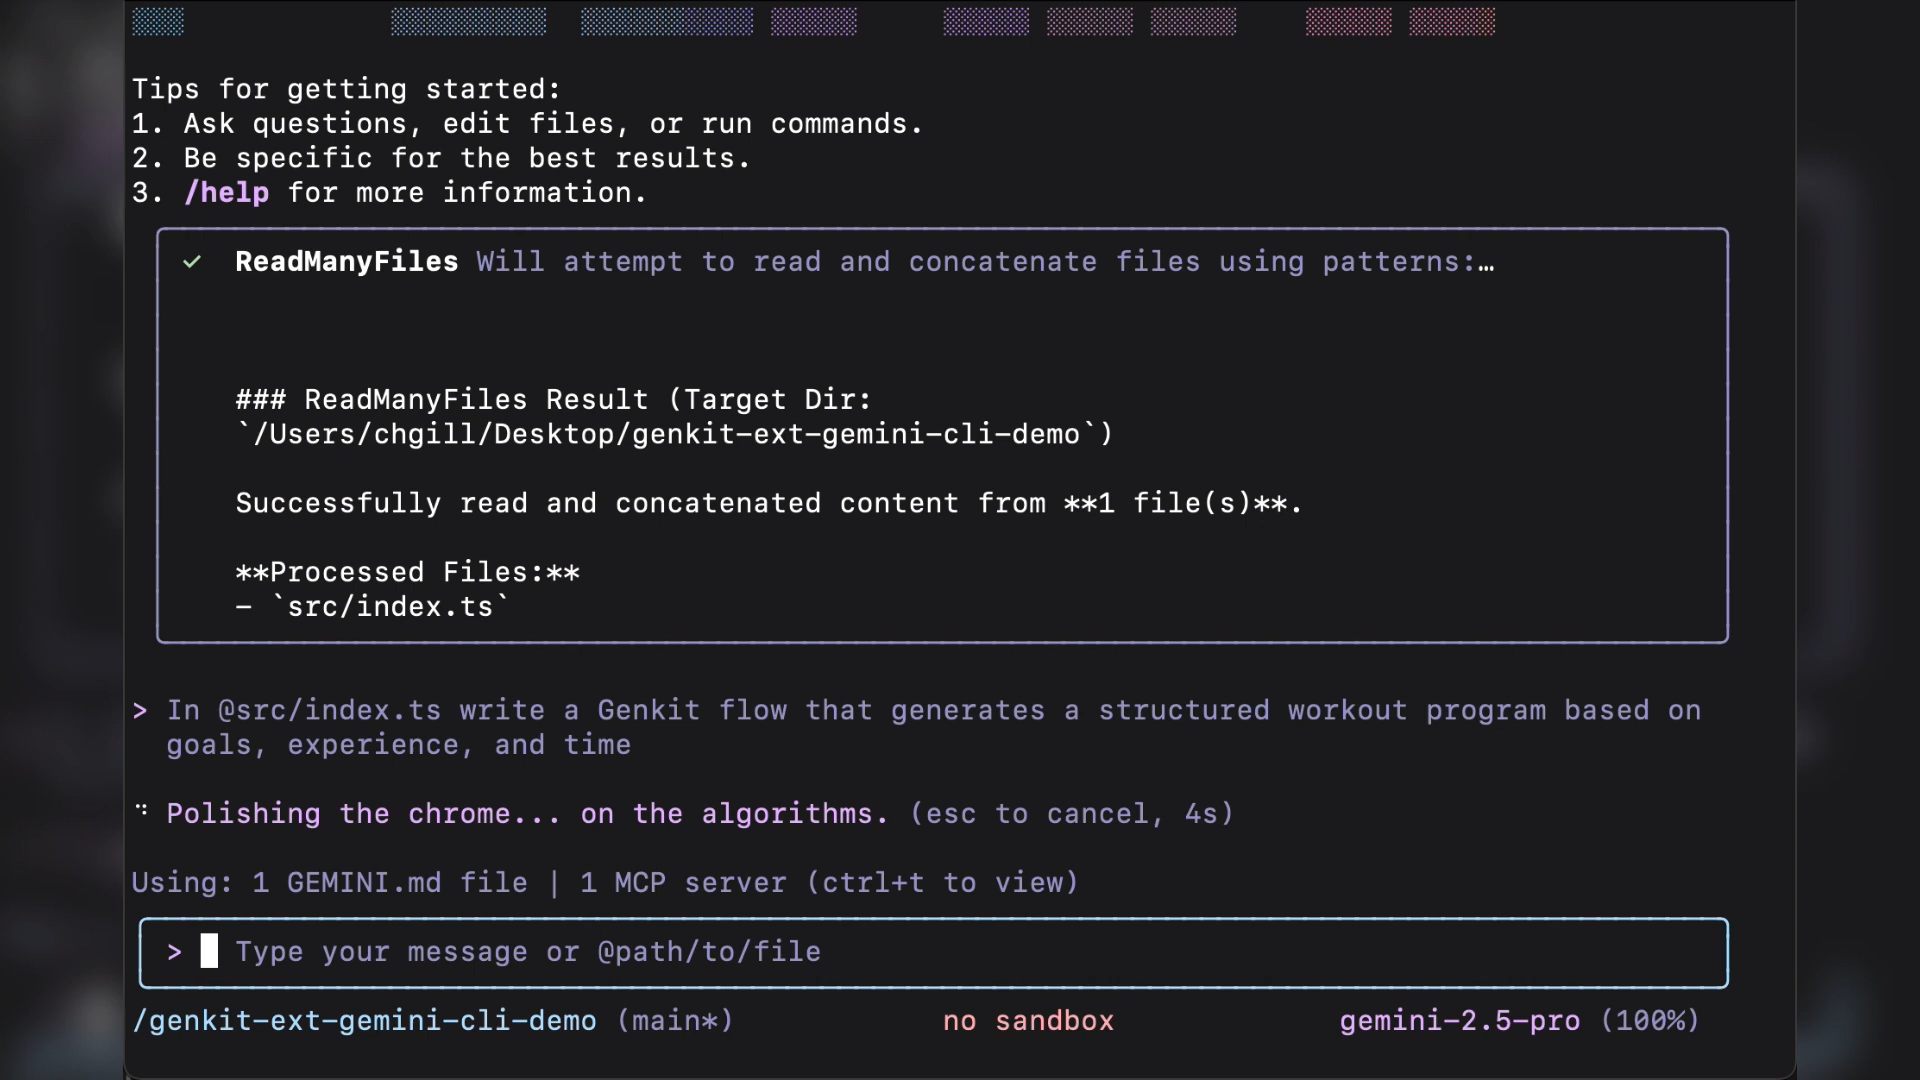 Tips for getting started:
1. Ask questions, edit files, or run commands.
2. Be specific for the best results.
3. /help for more information.
✓ ReadManyFiles Will attempt to read and concatenate files using patterns:…
### ReadManyFiles Result (Target Dir:
`/Users/chgill/Desktop/genkit-ext-gemini-cli-demo`)
Successfully read and concatenated content from **1 file(s)**.
**Processed Files:**
- `src/index.ts`
> In @src/index.ts write a Genkit flow that generates a structured workout program based on
goals, experience, and time
Polishing the chrome... on the algorithms. (esc to cancel, 4s)
Using: 1 GEMINI.md file | 1 MCP server (ctrl+t to view)
> Type your message or @path/to/file
/genkit-ext-gemini-cli-demo (main*) no sandbox gemini-2.5-pro (100%)